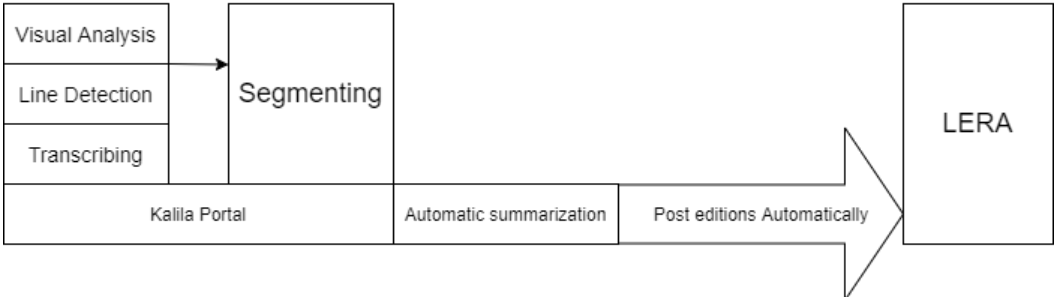 Visual Analysis
Line Detection
Transcribing
Segmenting
Kalila Portal
Automatic summarization
Post editions Automatically
LERA